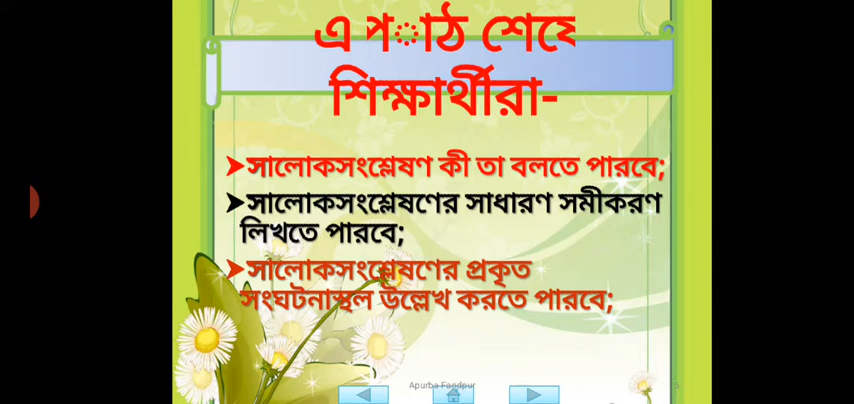 এ পাঠ শেষে
শিক্ষার্থীরা-
➤সালোকসংশ্লেষণ কী তা বলতে পারবে;
➤সালোকসংশ্লেষণের সাধারণ সমীকরণ
লিখতে পারবে;
➤সালোকসংশ্লেষণের প্রকৃত
সংঘটনাস্থল উল্লেখ করতে পারবে;
Apurba Faridpur
5